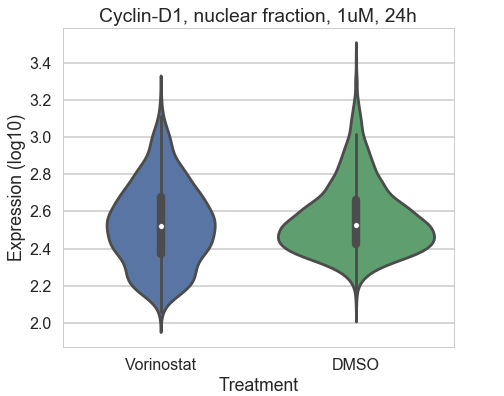 Cyclin-D1, nuclear fraction, 1uM, 24h
Expression (log10)
3.4
3.2
3.0
2.8
2.6
2.4
2.2
2.0
Vorinostat DMSO
Treatment